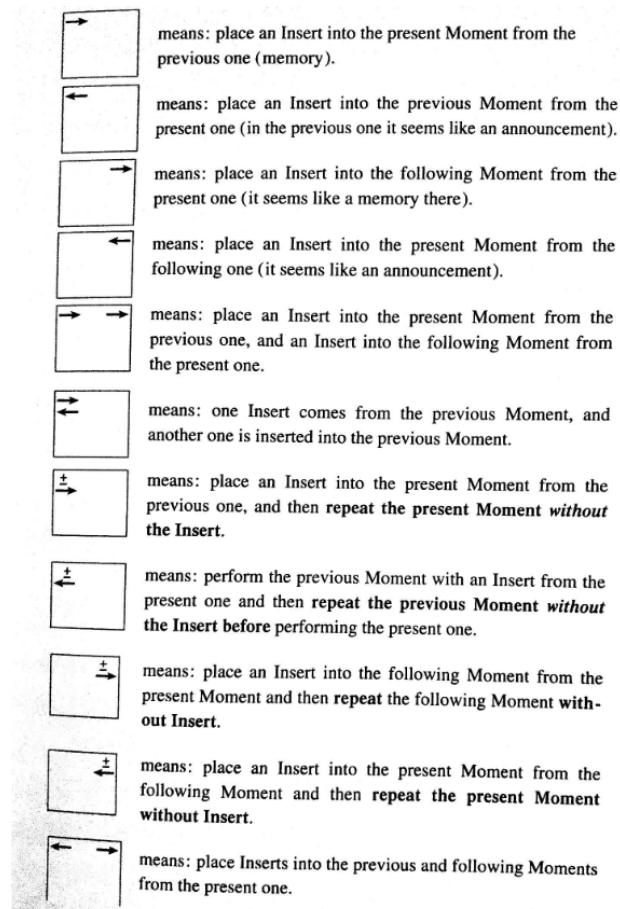 means: place an Insert into the present Moment from the
previous one (memory).
means: place an Insert into the previous Moment from the
present one (in the previous one it seems like an announcement).
means: place an Insert into the following Moment from the
present one (it seems like a memory there).
means: place an Insert into the present Moment from the
following one (it seems like an announcement).
means: place an Insert into the present Moment from the
previous one, and an Insert into the following Moment from
the present one.
means: one Insert comes from the previous Moment, and
another one is inserted into the previous Moment.
±
means: place an Insert into the present Moment from the
previous one, and then repeat the present Moment without
the Insert.
±
means: perform the previous Moment with an Insert from the
present one and then repeat the previous Moment without
the Insert before performing the present one.
±
means: place an Insert into the following Moment from the
present Moment and then repeat the following Moment with-
out Insert.
±
means: place an Insert into the present Moment from the
following Moment and then repeat the present Moment
without Insert.
means: place Inserts into the previous and following Moments
from the present one.